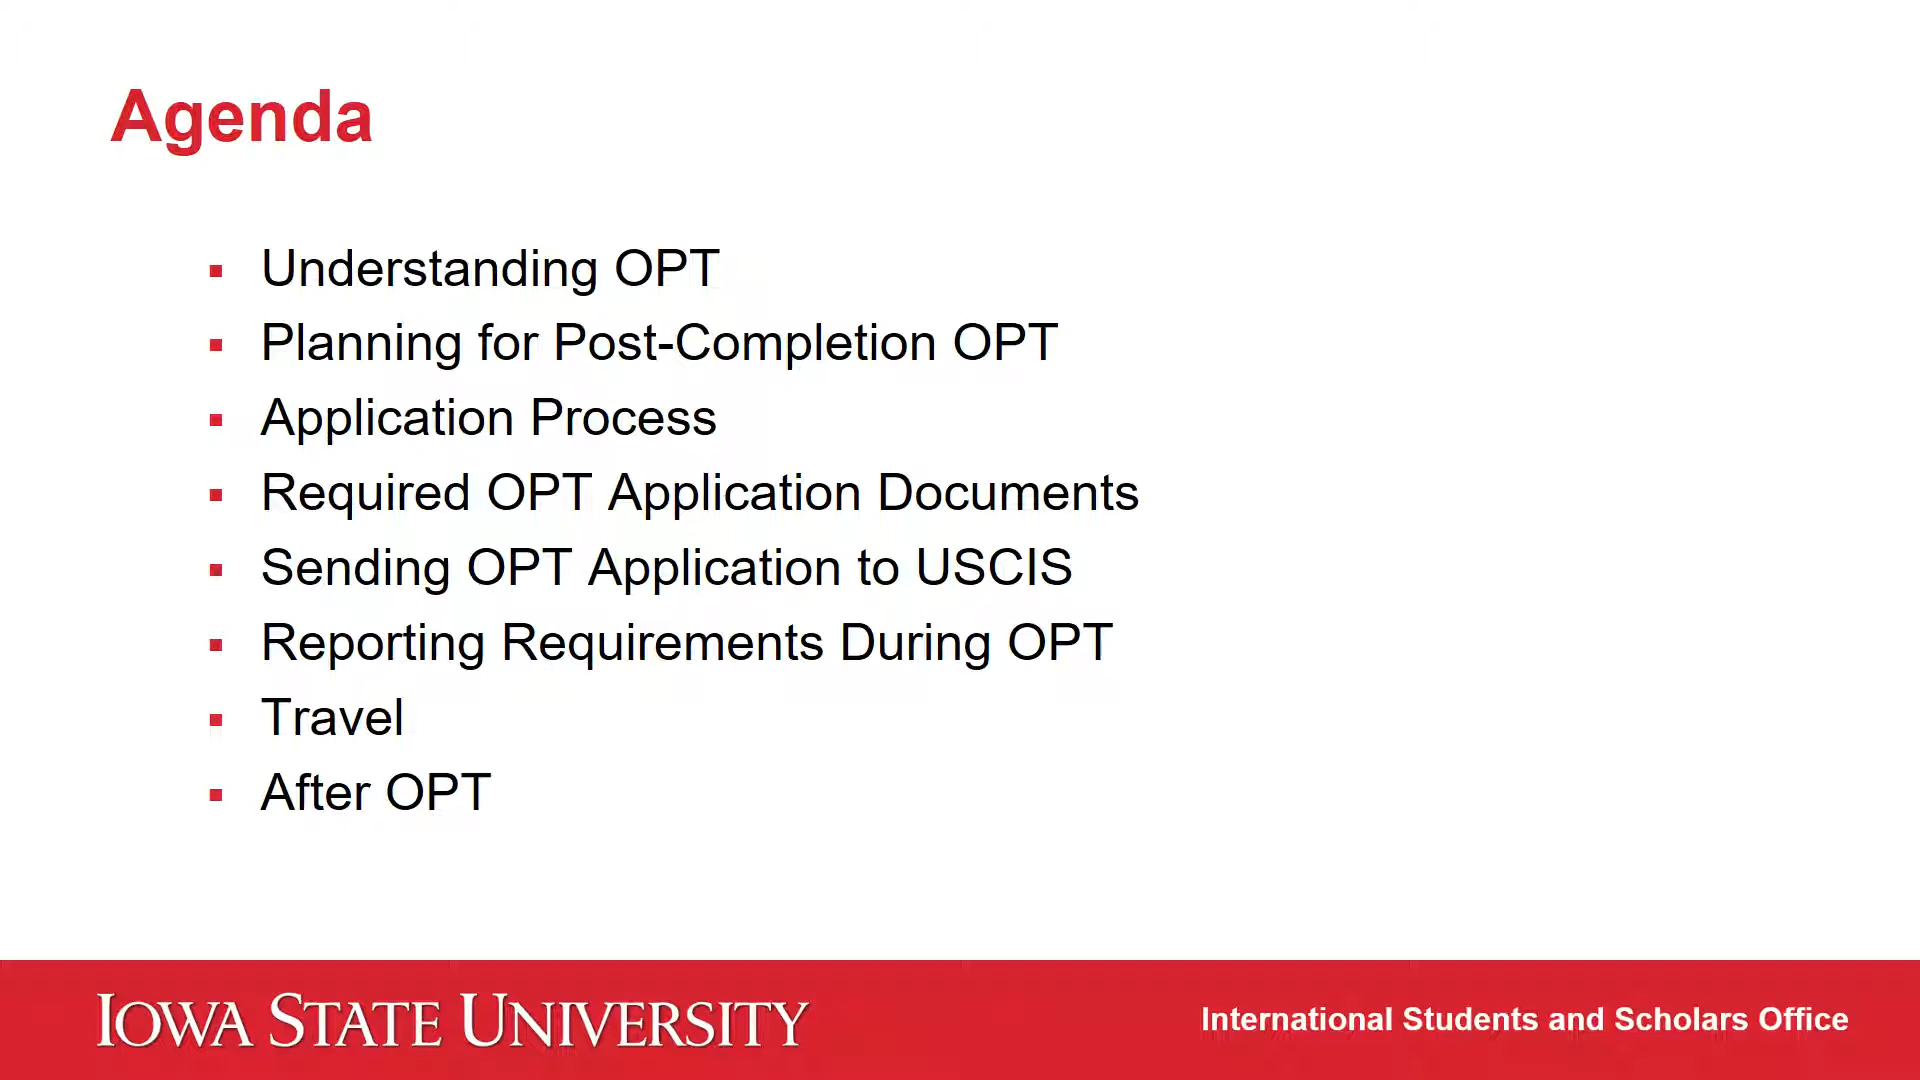 Agenda
▪ Understanding OPT
▪ Planning for Post-Completion OPT
▪ Application Process
▪ Required OPT Application Documents
▪ Sending OPT Application to USCIS
▪ Reporting Requirements During OPT
▪ Travel
▪ After OPT
IOWA STATE UNIVERSITY
International Students and Scholars Office